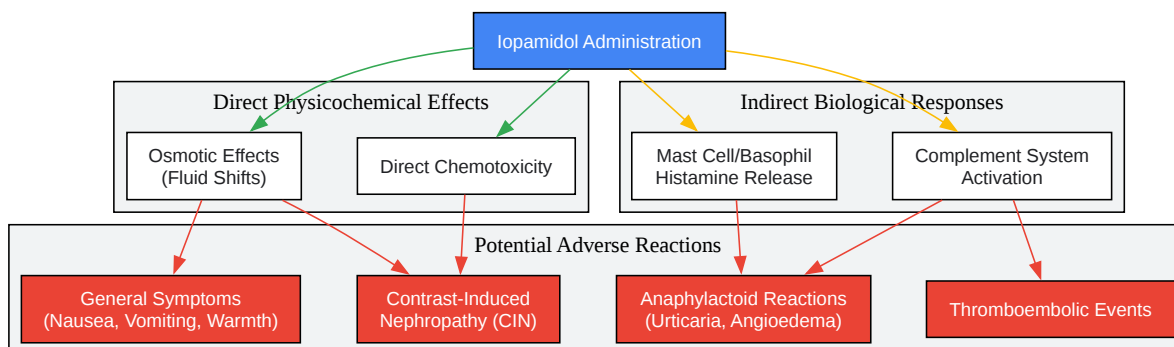 Iopamidol Administration
Direct Physicochemical Effects
Indirect Biological Responses
Osmotic Effects
(Fluid Shifts)
Direct Chemotoxicity
Mast Cell/Basophil
Histamine Release
Complement System
Activation
Potential Adverse Reactions
General Symptoms
(Nausea, Vomiting, Warmth)
Contrast-Induced
Nephropathy (CIN)
Anaphylactoid Reactions
(Urticaria, Angioedema)
Thromboembolic Events